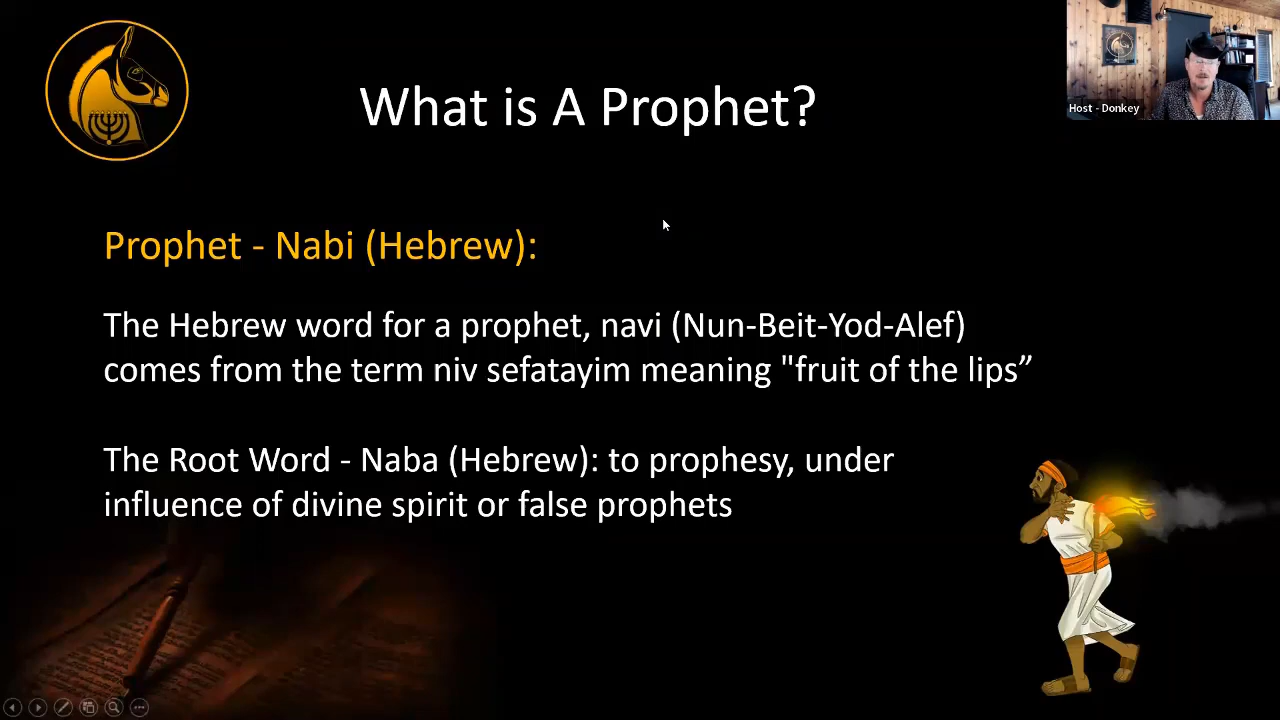 What is A Prophet?
Host - Donkey
Prophet - Nabi (Hebrew):
The Hebrew word for a prophet, navi (Nun-Beit-Yod-Alef)
comes from the term niv sefatayim meaning "fruit of the lips”
The Root Word - Naba (Hebrew): to prophesy, under
influence of divine spirit or false prophets